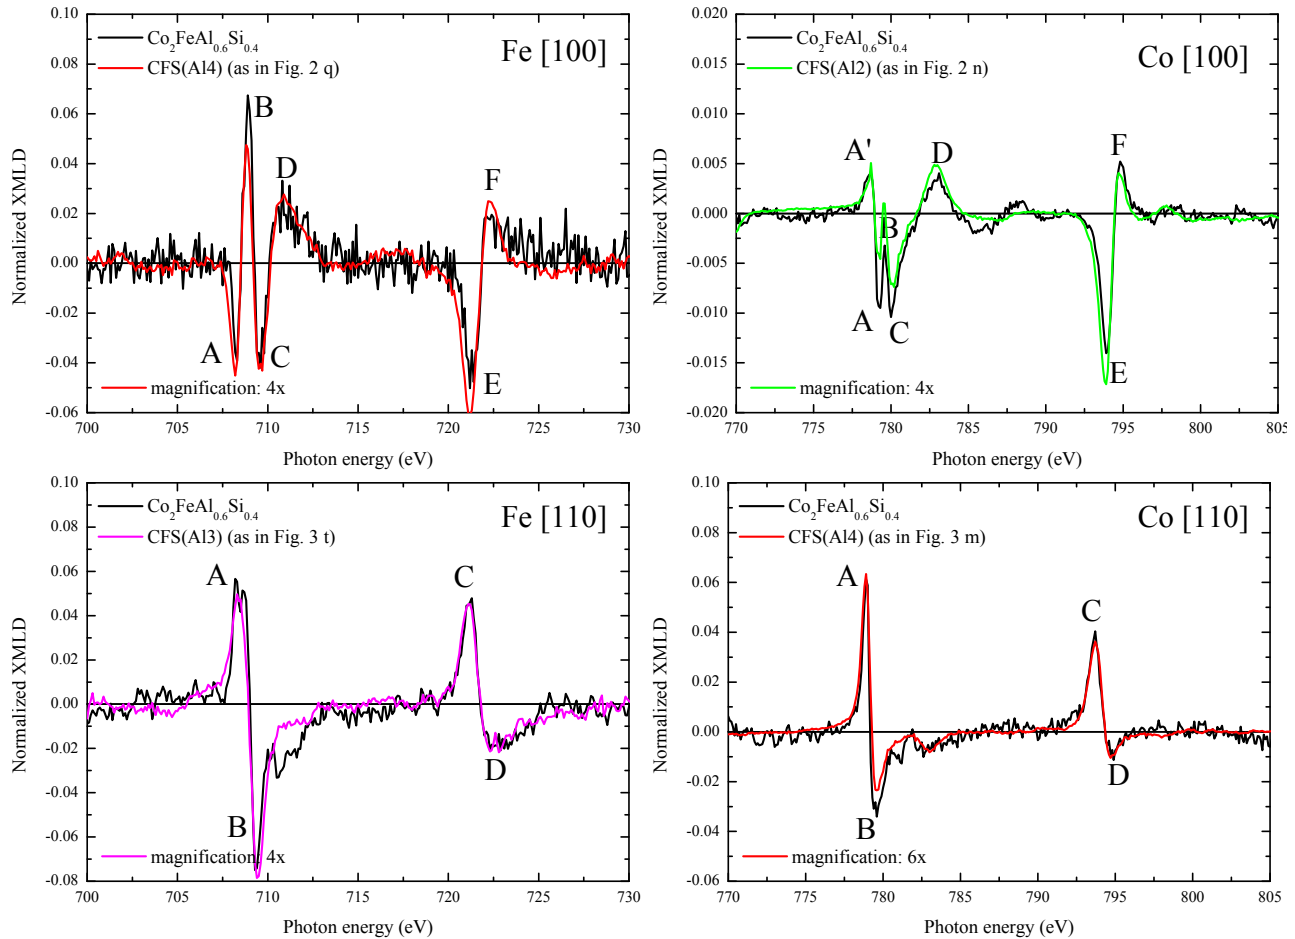 Fe [100]
Co₂FeAl₀.₆Si₀.₄
CFS(Al4) (as in Fig. 2 q)
B
D
F
A
C
E
magnification: 4x
Normalized XMLD
0.10
0.08
0.06
0.04
0.02
0.00
-0.02
-0.04
-0.06
700 705 710 715 720 725 730
Photon energy (eV)
Co [100]
Co₂FeAl₀.₆Si₀.₄
CFS(Al2) (as in Fig. 2 n)
A'
D
F
B
A
C
E
magnification: 4x
Normalized XMLD
0.020
0.015
0.010
0.005
0.000
-0.005
-0.010
-0.015
-0.020
770 775 780 785 790 795 800 805
Photon energy (eV)
Fe [110]
Co₂FeAl₀.₆Si₀.₄
CFS(Al3) (as in Fig. 3 t)
A
C
D
B
magnification: 4x
Normalized XMLD
0.10
0.08
0.06
0.04
0.02
0.00
-0.02
-0.04
-0.06
-0.08
700 705 710 715 720 725 730
Photon energy (eV)
Co [110]
Co₂FeAl₀.₆Si₀.₄
CFS(Al4) (as in Fig. 3 m)
A
C
D
B
magnification: 6x
Normalized XMLD
0.10
0.08
0.06
0.04
0.02
0.00
-0.02
-0.04
-0.06
770 775 780 785 790 795 800 805
Photon energy (eV)